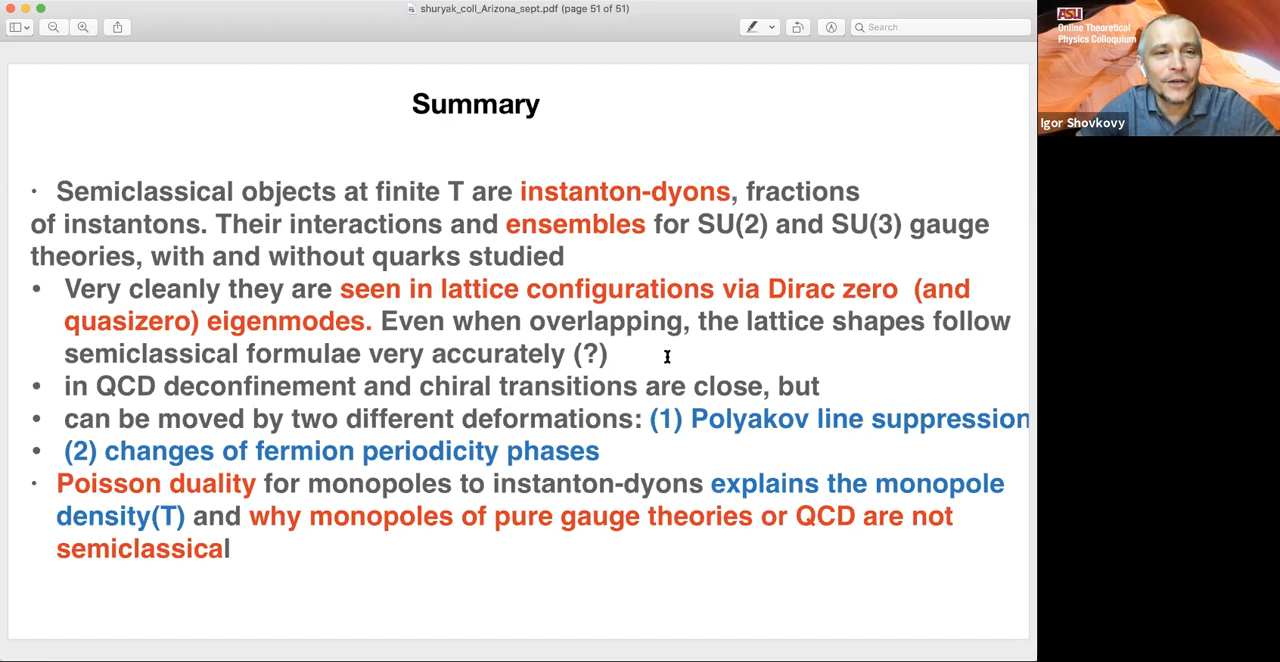 shuryak_coll_Arizona_sept.pdf (page 51 of 51)
Search
Summary
· Semiclassical objects at finite T are instanton-dyons, fractions
of instantons. Their interactions and ensembles for SU(2) and SU(3) gauge
theories, with and without quarks studied
• Very cleanly they are seen in lattice configurations via Dirac zero (and
quasizero) eigenmodes. Even when overlapping, the lattice shapes follow
semiclassical formulae very accurately (?)
• in QCD deconfinement and chiral transitions are close, but
• can be moved by two different deformations: (1) Polyakov line suppression
• (2) changes of fermion periodicity phases
· Poisson duality for monopoles to instanton-dyons explains the monopole
density(T) and why monopoles of pure gauge theories or QCD are not
semiclassical
ASU
Online Theoretical
Physics Colloquium
Igor Shovkovy